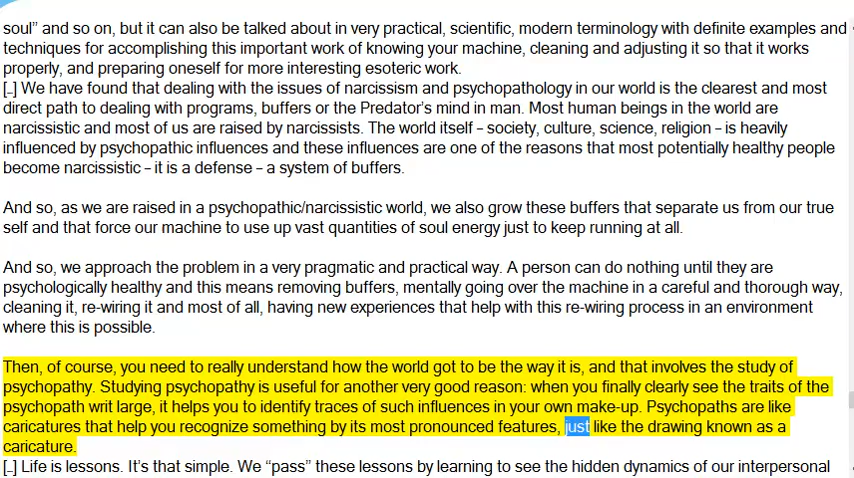 soul” and so on, but it can also be talked about in very practical, scientific, modern terminology with definite examples and
techniques for accomplishing this important work of knowing your machine, cleaning and adjusting it so that it works
properly, and preparing oneself for more interesting esoteric work.
[..] We have found that dealing with the issues of narcissism and psychopathology in our world is the clearest and most
direct path to dealing with programs, buffers or the Predator’s mind in man. Most human beings in the world are
narcissistic and most of us are raised by narcissists. The world itself – society, culture, science, religion – is heavily
influenced by psychopathic influences and these influences are one of the reasons that most potentially healthy people
become narcissistic – it is a defense – a system of buffers.
And so, as we are raised in a psychopathic/narcissistic world, we also grow these buffers that separate us from our true
self and that force our machine to use up vast quantities of soul energy just to keep running at all.
And so, we approach the problem in a very pragmatic and practical way. A person can do nothing until they are
psychologically healthy and this means removing buffers, mentally going over the machine in a careful and thorough way,
cleaning it, re-wiring it and most of all, having new experiences that help with this re-wiring process in an environment
where this is possible.
Then, of course, you need to really understand how the world got to be the way it is, and that involves the study of
psychopathy. Studying psychopathy is useful for another very good reason: when you finally clearly see the traits of the
psychopath writ large, it helps you to identify traces of such influences in your own make-up. Psychopaths are like
caricatures that help you recognize something by its most pronounced features, just like the drawing known as a
caricature.
[..] Life is lessons. It’s that simple. We “pass” these lessons by learning to see the hidden dynamics of our interpersonal